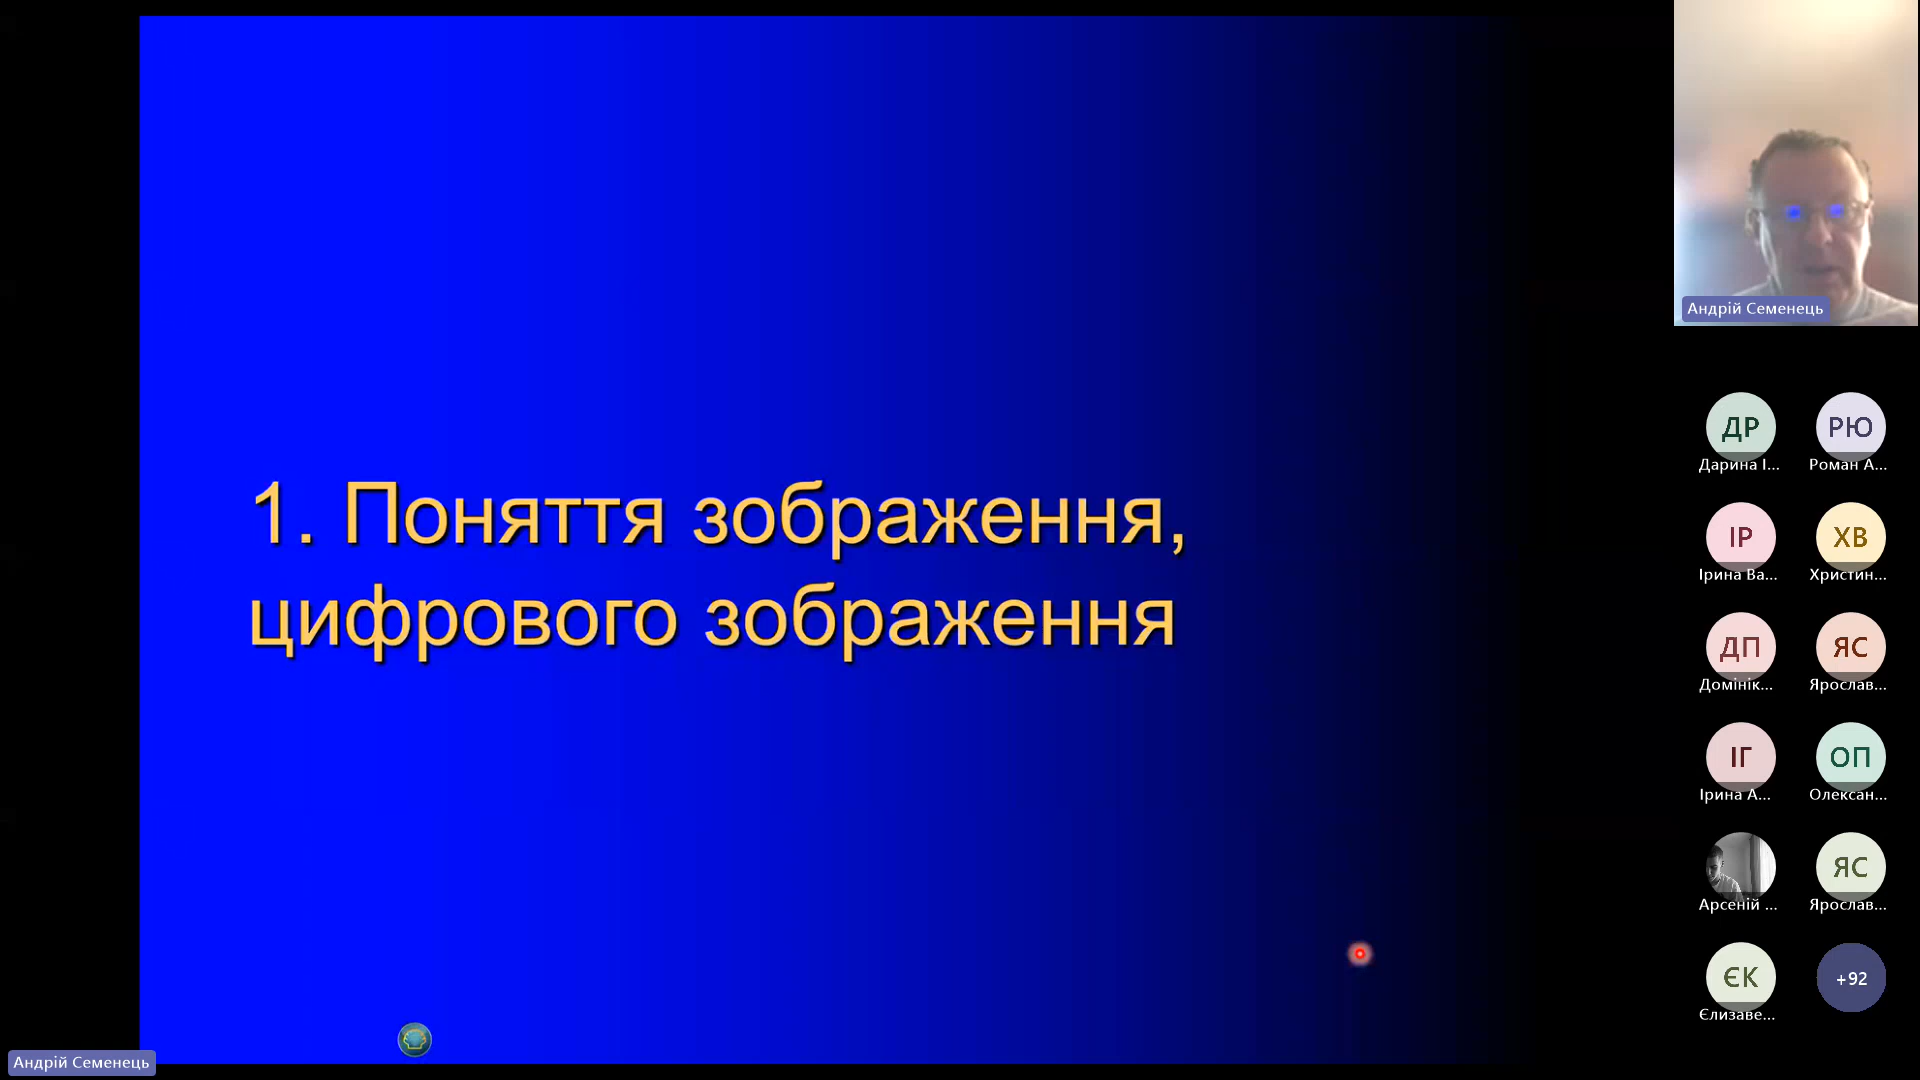 1. Поняття зображення,
цифрового зображення
Андрій Семенець
Андрій Семенець
ДР
РЮ
Дарина І...
Роман А...
ІР
ХВ
Ірина Ва...
Христин...
ДП
ЯС
Домінік...
Ярослав...
ІГ
ОП
Ірина А...
Олексан...
ЯС
Арсеній ...
Ярослав...
ЄК
+92
Єлизаве...